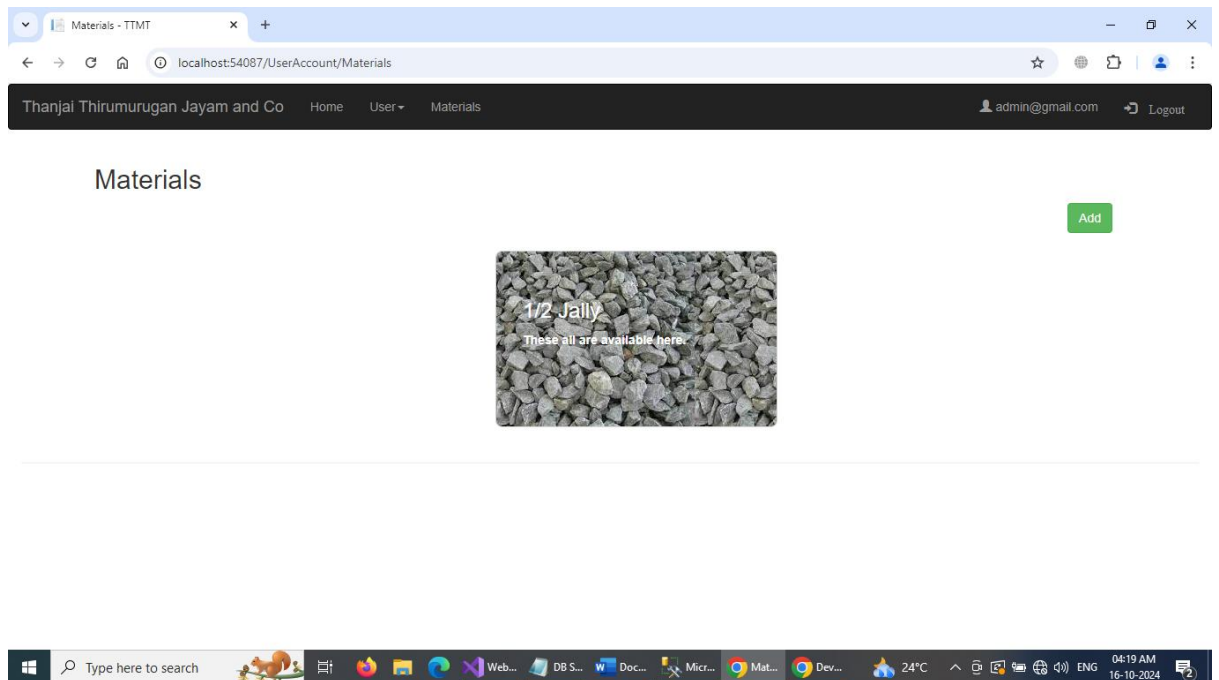 Materials - TTMT
localhost:54087/UserAccount/Materials
Thanjai Thirumurugan Jayam and Co Home User Materials admin@gmail.com Logout
Materials
Add
1/2 Jally
These all are available here.
Type here to search Web... DB S... Doc... Micr... Mat... Dev... 24°C ENG 04:19 AM
16-10-2024
2